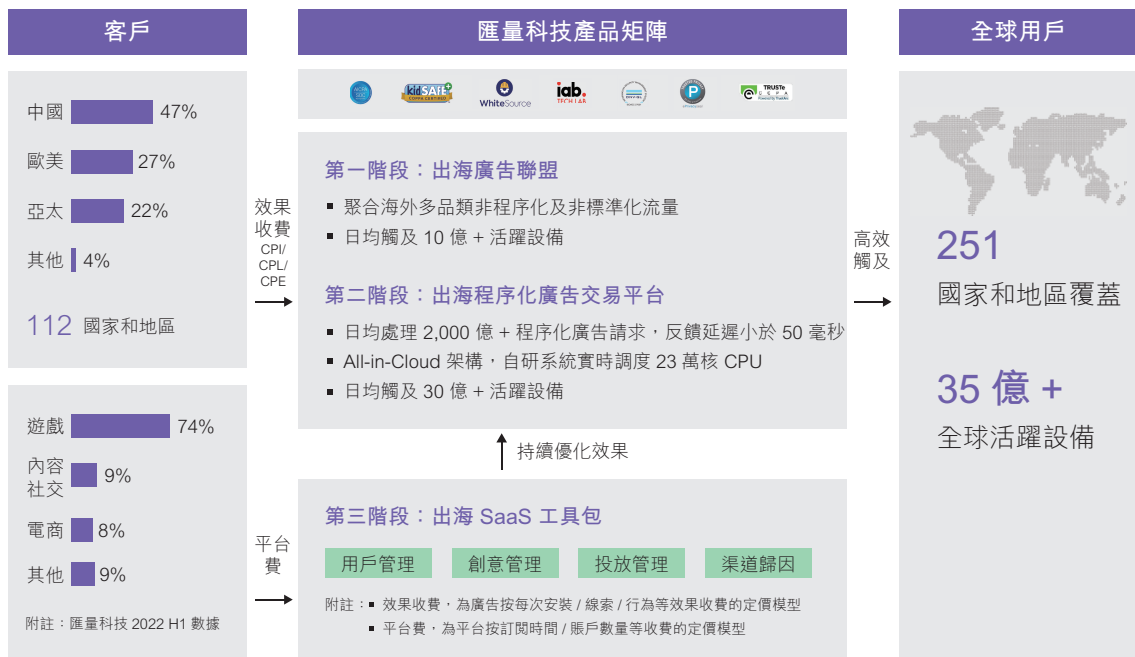 客戶
中國 47%
歐美 27%
亞太 22%
其他 4%
112 國家和地區
遊戲 74%
內容
社交 9%
電商 8%
其他 9%
附註：匯量科技 2022 H1 數據
效果
收費
CPI/
CPL/
CPE
平台
費
匯量科技產品矩陣
kidSAFE+
COPPA CERTIFIED
WhiteSource
iab.
TECH LAB
P
TRUSTe
第一階段：出海廣告聯盟
▪ 聚合海外多品類非程序化及非標準化流量
▪ 日均觸及 10 億 + 活躍設備
第二階段：出海程序化廣告交易平台
▪ 日均處理 2,000 億 + 程序化廣告請求，反饋延遲小於 50 毫秒
▪ All-in-Cloud 架構，自研系統實時調度 23 萬核 CPU
▪ 日均觸及 30 億 + 活躍設備
持續優化效果
第三階段：出海 SaaS 工具包
用戶管理 創意管理 投放管理 渠道歸因
附註：▪ 效果收費，為廣告按每次安裝 / 線索 / 行為等效果收費的定價模型
▪ 平台費，為平台按訂閱時間 / 賬戶數量等收費的定價模型
高效
觸及
全球用戶
251
國家和地區覆蓋
35 億 +
全球活躍設備